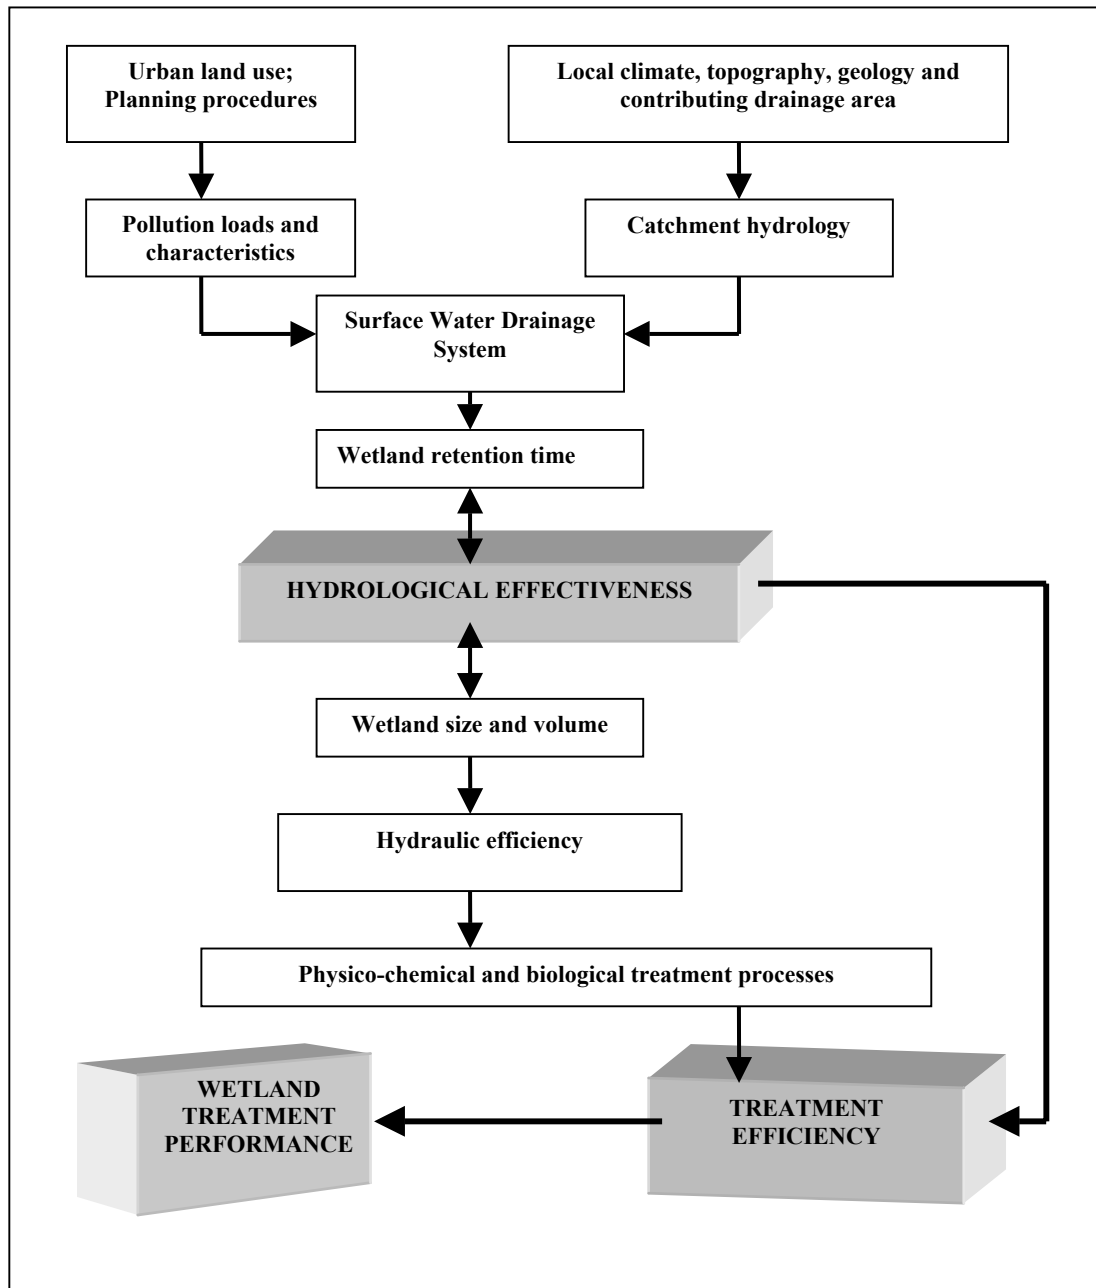 Urban land use;
Planning procedures
Local climate, topography, geology and
contributing drainage area
Pollution loads and
characteristics
Catchment hydrology
Surface Water Drainage
System
Wetland retention time
HYDROLOGICAL EFFECTIVENESS
Wetland size and volume
Hydraulic efficiency
Physico-chemical and biological treatment processes
WETLAND
TREATMENT
PERFORMANCE
TREATMENT
EFFICIENCY